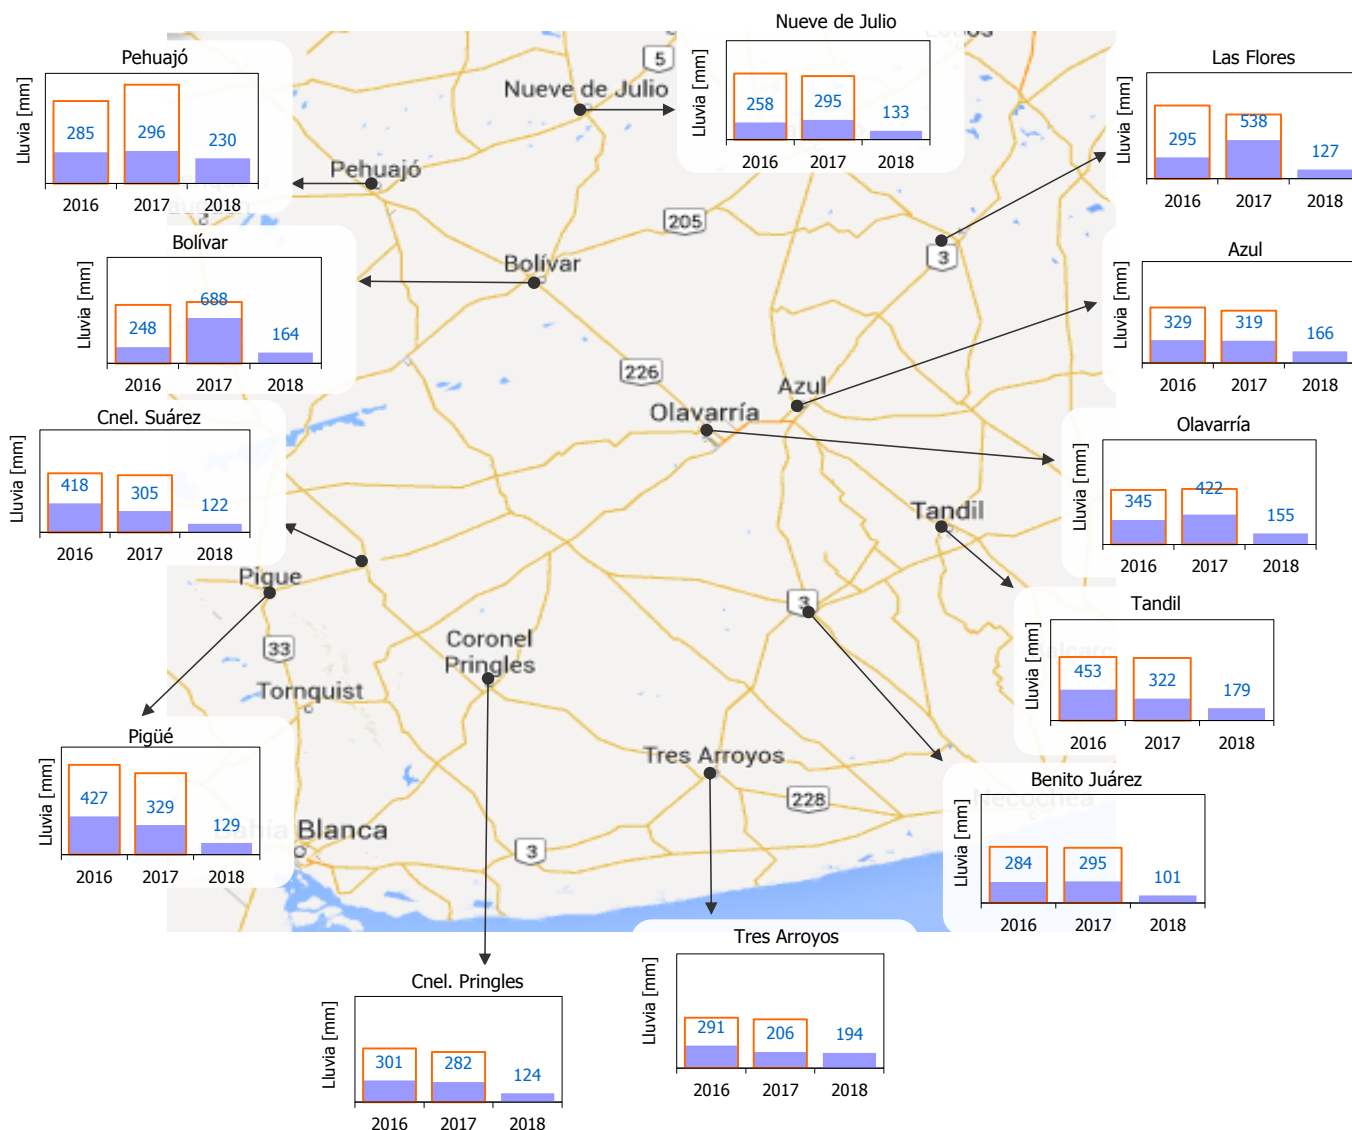 Nueve de Julio
Lluvia [mm]
258
295
133
2016
2017
2018
Pehuajó
Lluvia [mm]
285
296
230
2016
2017
2018
Las Flores
Lluvia [mm]
295
538
127
2016
2017
2018
5
Nueve de Julio
Pehuajó
205
3
Bolívar
Lluvia [mm]
248
688
164
2016
2017
2018
Bolívar
Azul
Lluvia [mm]
329
319
166
2016
2017
2018
226
Azul
Olavarría
Cnel. Suárez
Lluvia [mm]
418
305
122
2016
2017
2018
Olavarría
Lluvia [mm]
345
422
155
2016
2017
2018
Tandil
Pigue
3
33
Coronel
Pringles
Tornquist
Tandil
Lluvia [mm]
453
322
179
2016
2017
2018
Pigüé
Lluvia [mm]
427
329
129
2016
2017
2018
Tres Arroyos
228
Bahía Blanca
3
Benito Juárez
Necochea
Lluvia [mm]
284
295
101
2016
2017
2018
Tres Arroyos
Lluvia [mm]
291
206
194
2016
2017
2018
Cnel. Pringles
Lluvia [mm]
301
282
124
2016
2017
2018